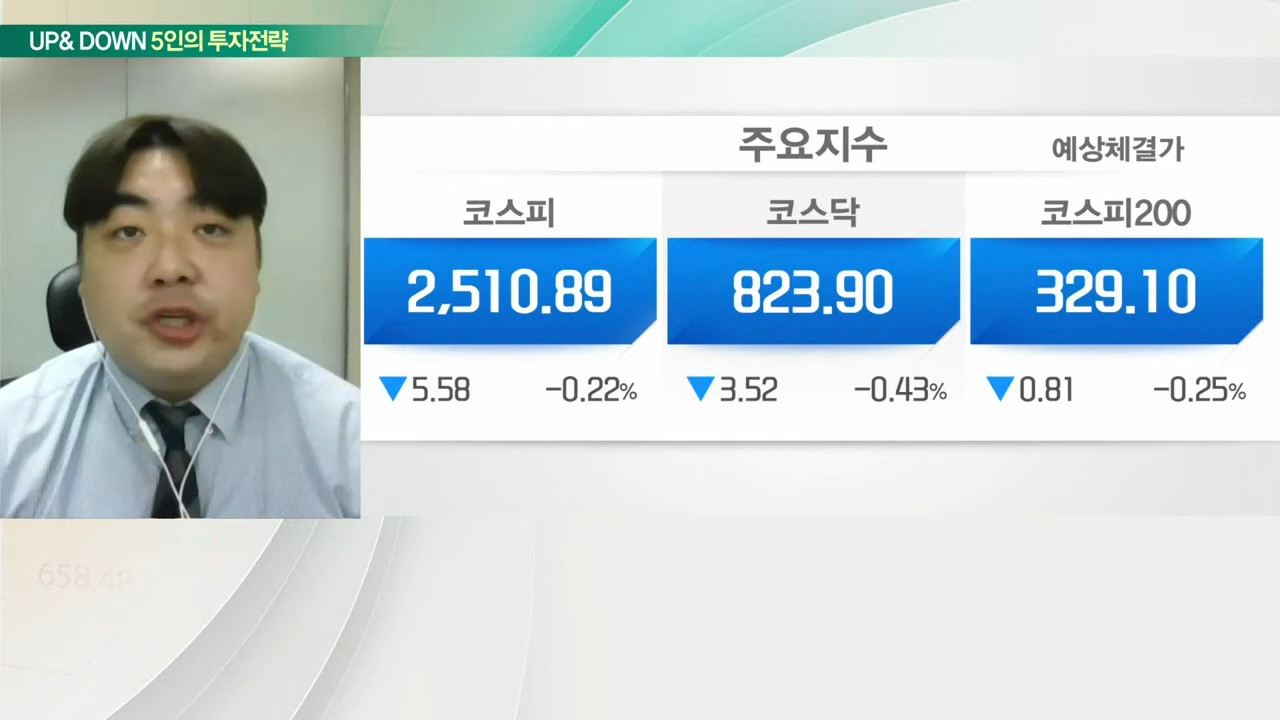 UP& DOWN 5인의 투자전략
주요지수
예상체결가
코스피
코스닥
코스피200
2,510.89
823.90
329.10
▼5.58 -0.22%
▼3.52 -0.43%
▼0.81 -0.25%
658.48